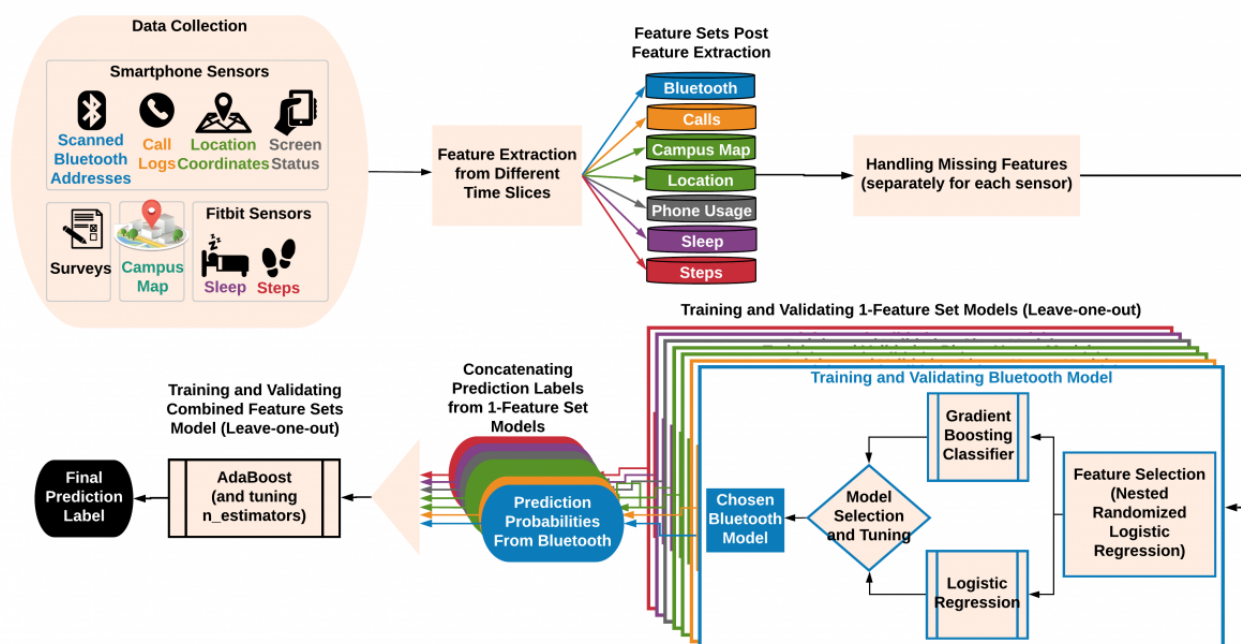 Data Collection
Smartphone Sensors
Scanned
Bluetooth
Addresses
Call
Logs
Location
Coordinates
Screen
Status
Surveys
Campus
Map
Fitbit Sensors
Sleep
Steps
Feature Extraction
from Different
Time Slices
Feature Sets Post
Feature Extraction
Bluetooth
Calls
Campus Map
Location
Phone Usage
Sleep
Steps
Handling Missing Features
(separately for each sensor)
Training and Validating 1-Feature Set Models (Leave-one-out)
Training and Validating Bluetooth Model
Feature Selection
(Nested
Randomized
Logistic
Regression)
Gradient
Boosting
Classifier
Logistic
Regression
Model
Selection
and Tuning
Chosen
Bluetooth
Model
Concatenating
Prediction Labels
from 1-Feature Set
Models
Prediction
Probabilities
From Bluetooth
Training and Validating
Combined Feature Sets
Model (Leave-one-out)
AdaBoost
(and tuning
n_estimators)
Final
Prediction
Label